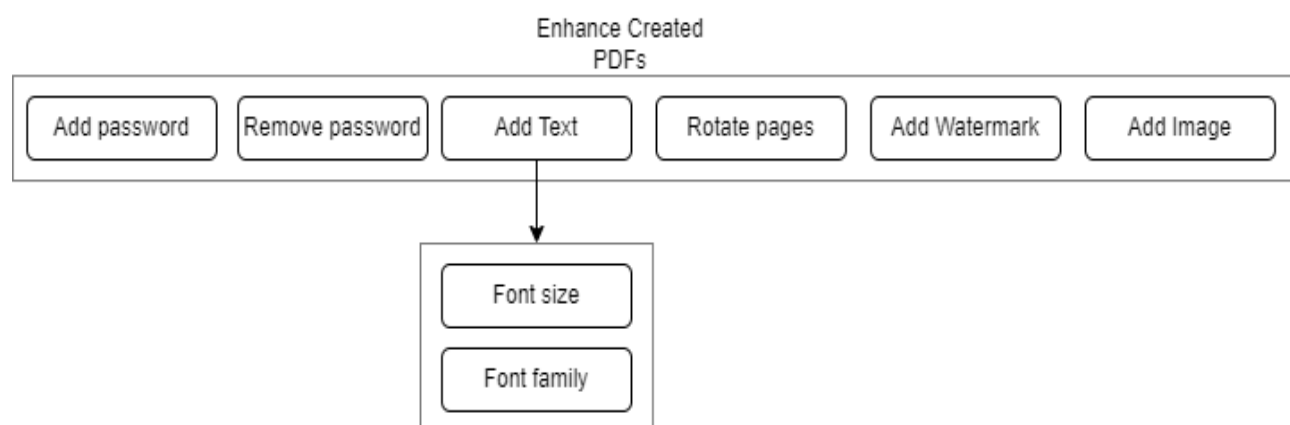 Enhance Created
PDFs
Add password
Remove password
Add Text
Rotate pages
Add Watermark
Add Image
Font size
Font family